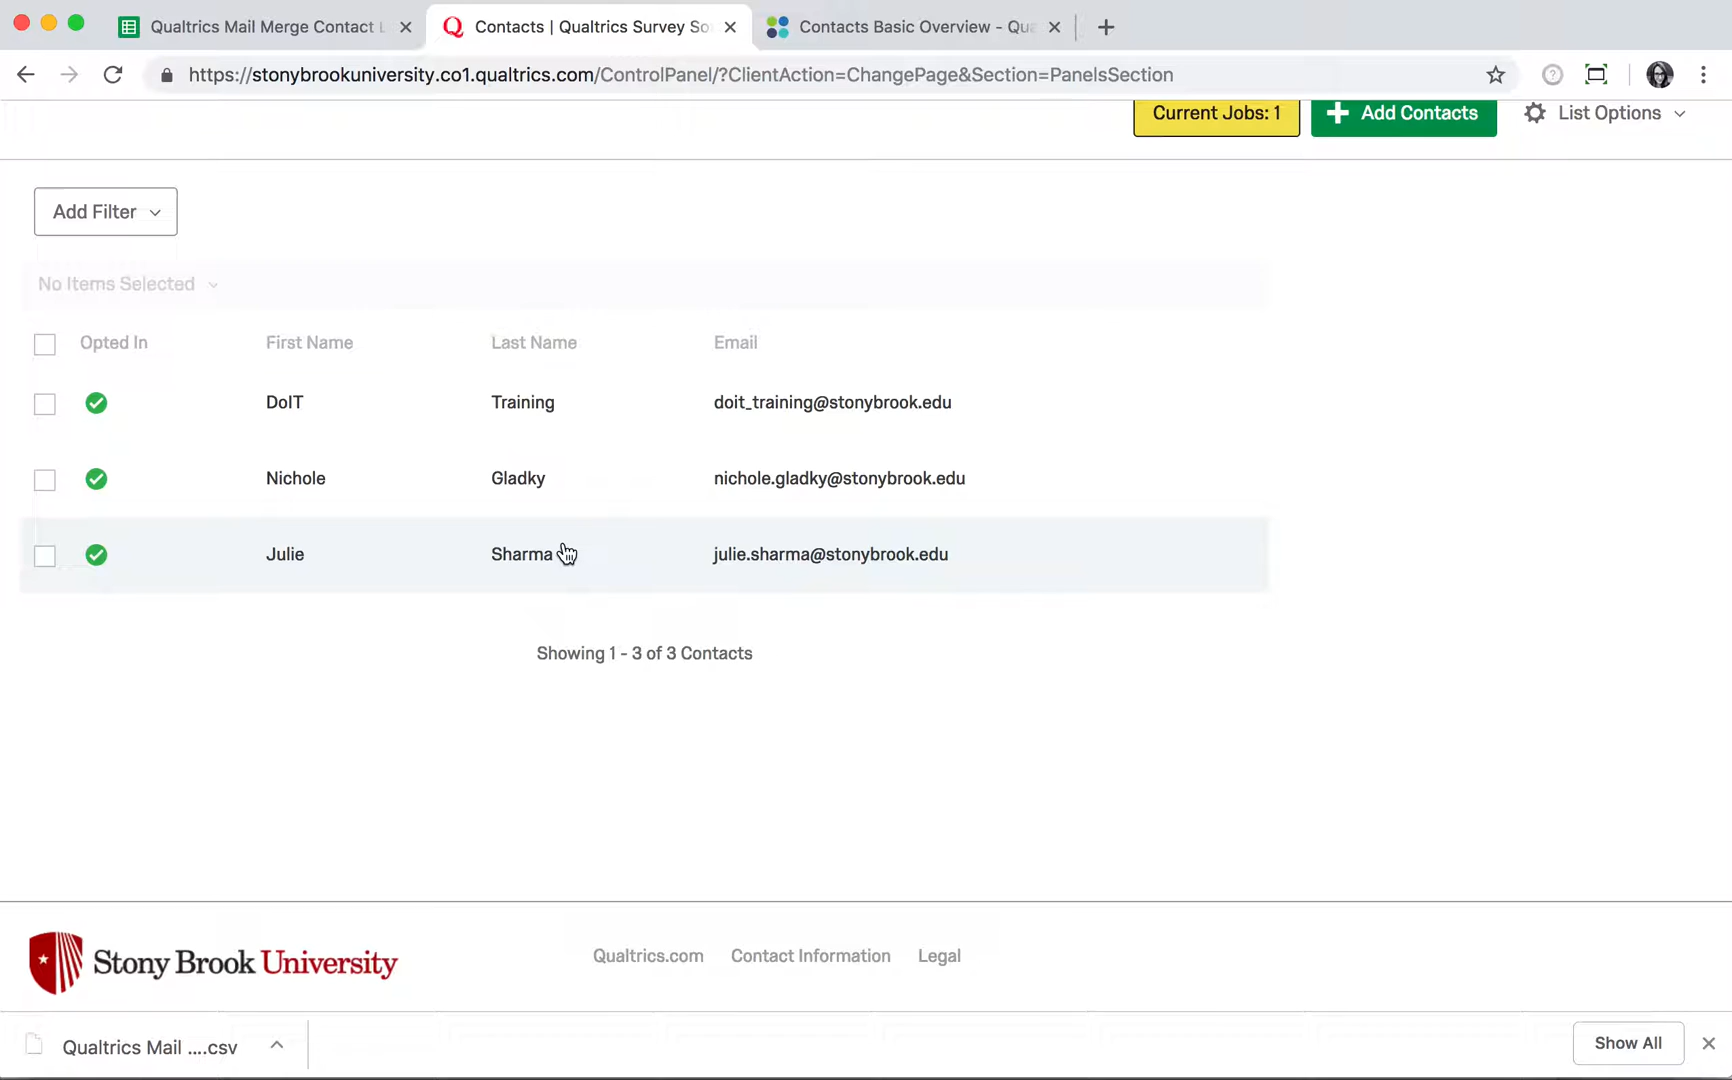 Qualtrics Mail Merge Contact L
Contacts | Qualtrics Survey So
Contacts Basic Overview - Qua
https://stonybrookuniversity.co1.qualtrics.com/ControlPanel/?ClientAction=ChangePage&Section=PanelsSection
Current Jobs: 1
Add Contacts
List Options
Add Filter
No Items Selected
Opted In First Name Last Name Email
DoIT Training doit_training@stonybrook.edu
Nichole Gladky nichole.gladky@stonybrook.edu
Julie Sharma julie.sharma@stonybrook.edu
Showing 1 - 3 of 3 Contacts
Stony Brook University
Qualtrics.com Contact Information Legal
Qualtrics Mail ....csv
Show All